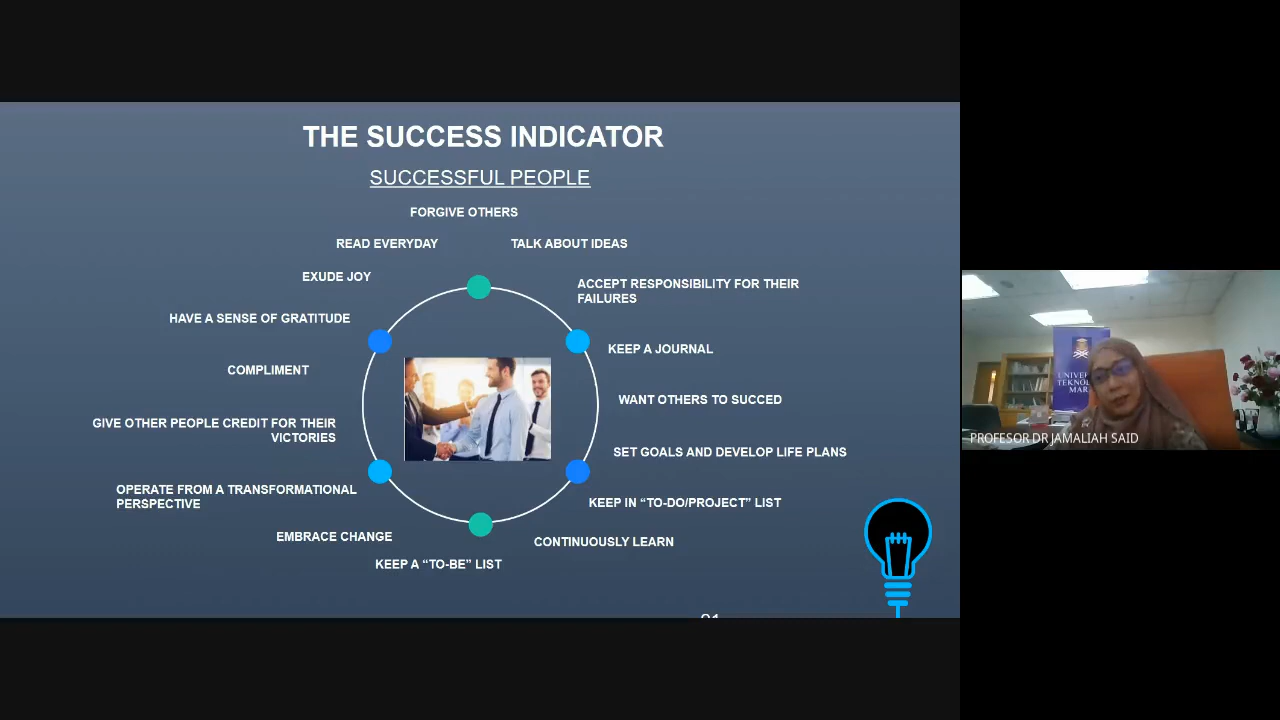 THE SUCCESS INDICATOR
SUCCESSFUL PEOPLE
FORGIVE OTHERS
READ EVERYDAY
TALK ABOUT IDEAS
EXUDE JOY
ACCEPT RESPONSIBILITY FOR THEIR
FAILURES
HAVE A SENSE OF GRATITUDE
KEEP A JOURNAL
COMPLIMENT
WANT OTHERS TO SUCCED
GIVE OTHER PEOPLE CREDIT FOR THEIR
VICTORIES
SET GOALS AND DEVELOP LIFE PLANS
OPERATE FROM A TRANSFORMATIONAL
PERSPECTIVE
KEEP IN “TO-DO/PROJECT” LIST
EMBRACE CHANGE
CONTINUOUSLY LEARN
KEEP A “TO-BE” LIST
UNIVER
TEKNOL
MAR
PROFESOR DR JAMALIAH SAID